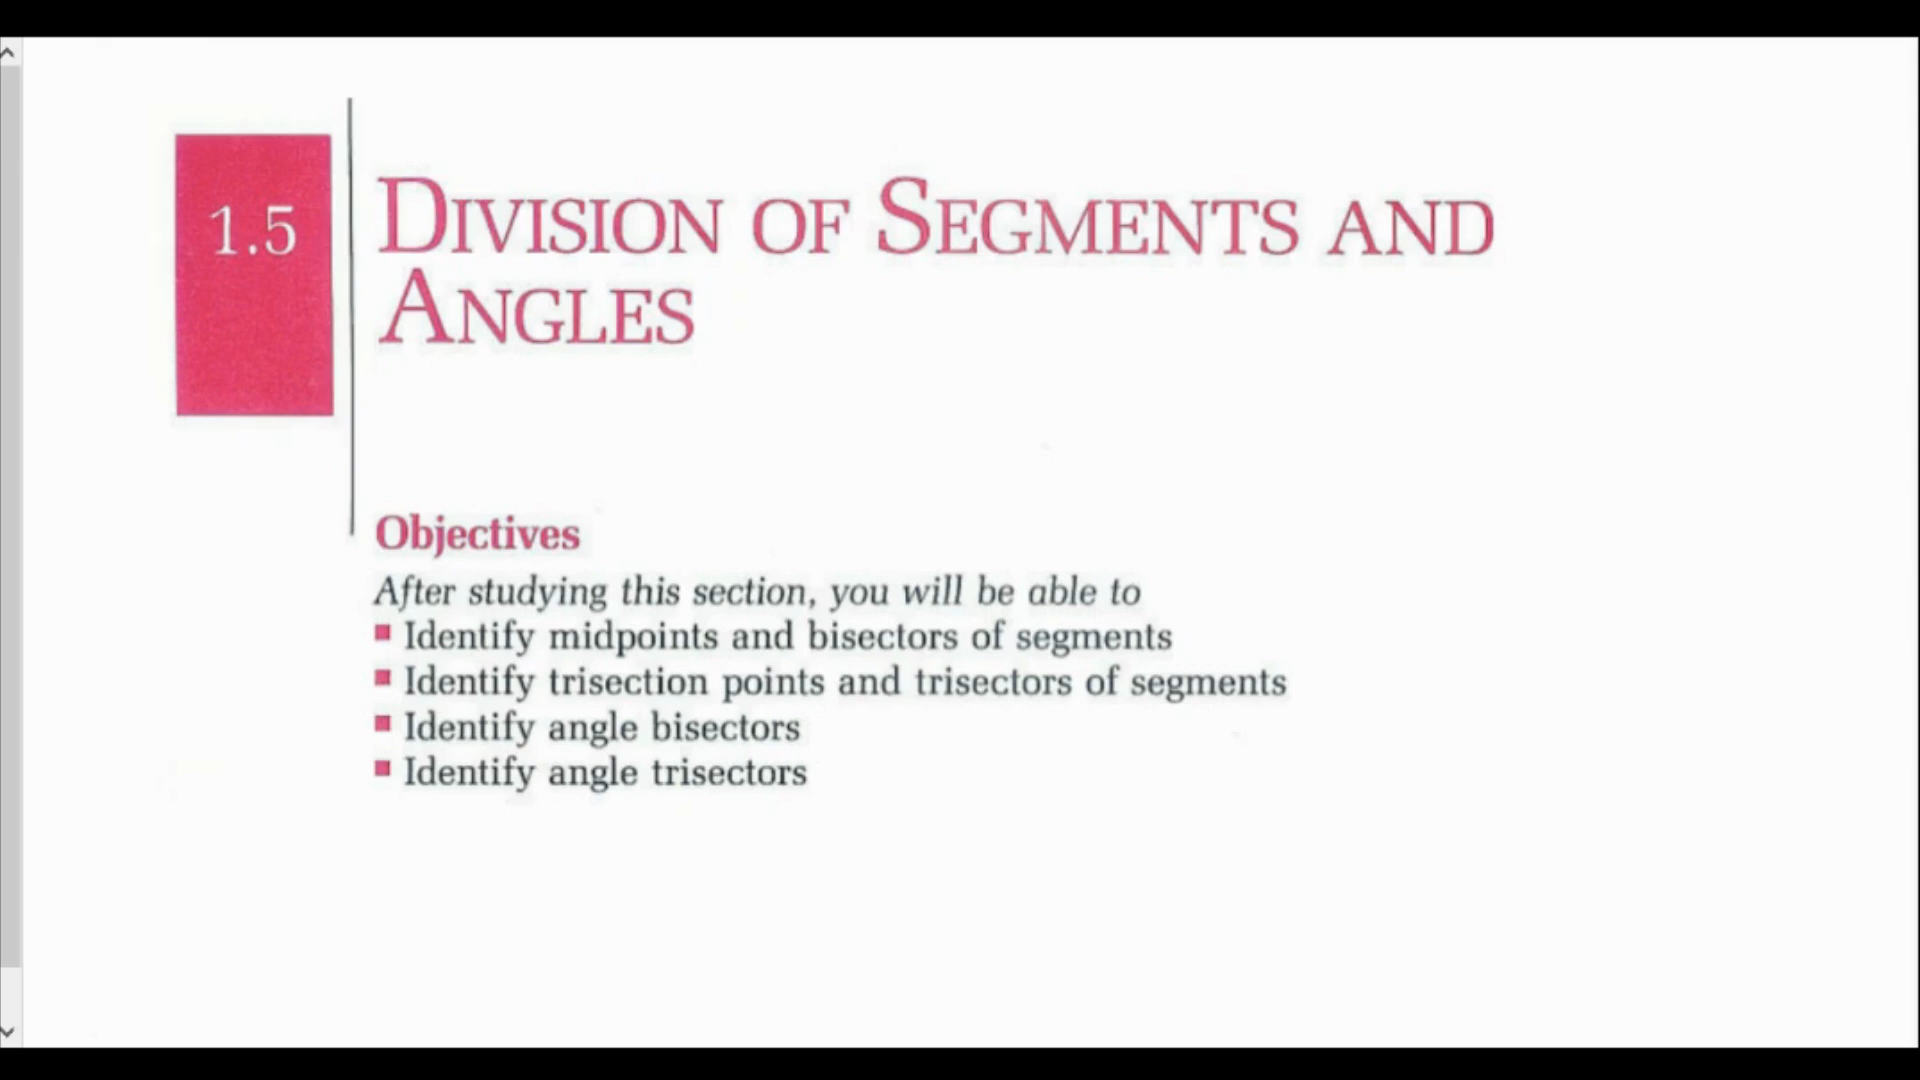 1.5
DIVISION OF SEGMENTS AND
ANGLES
Objectives
After studying this section, you will be able to
Identify midpoints and bisectors of segments
Identify trisection points and trisectors of segments
Identify angle bisectors
Identify angle trisectors